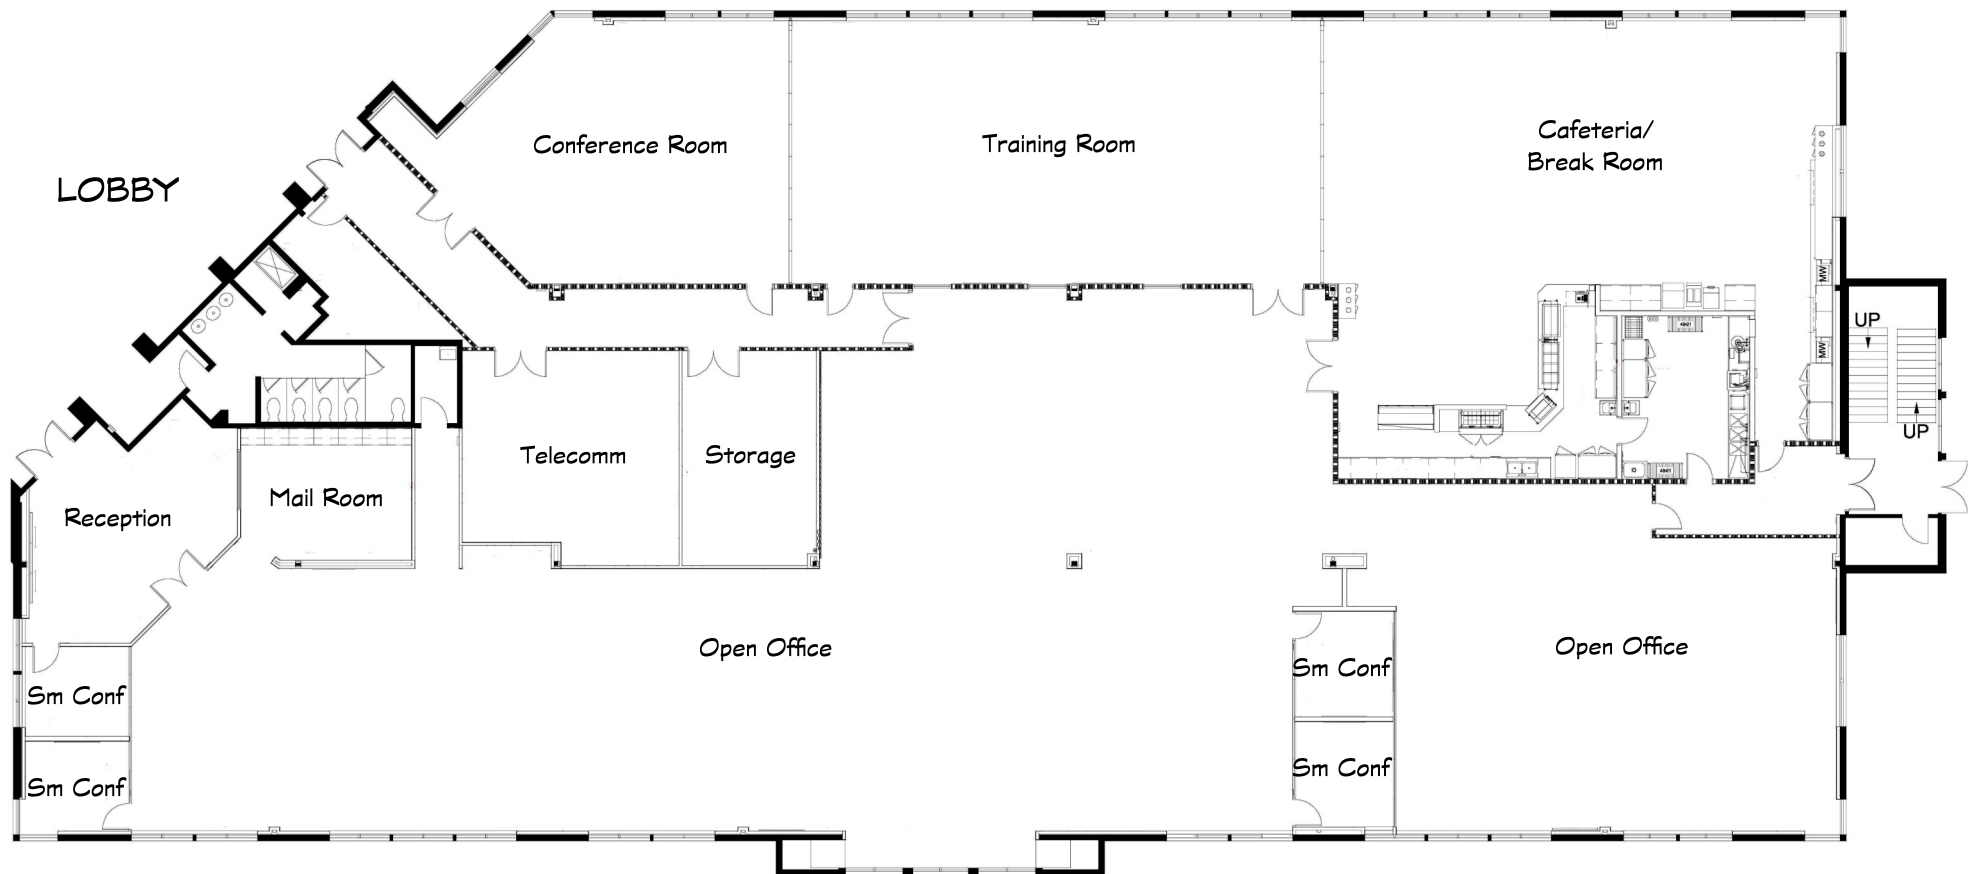 Conference Room
Training Room
Cafeteria/
Break Room
LOBBY
MW
MW
UP
UP
Telecomm
Storage
Mail Room
Reception
Open Office
Open Office
Sm Conf
Sm Conf
Sm Conf
Sm Conf